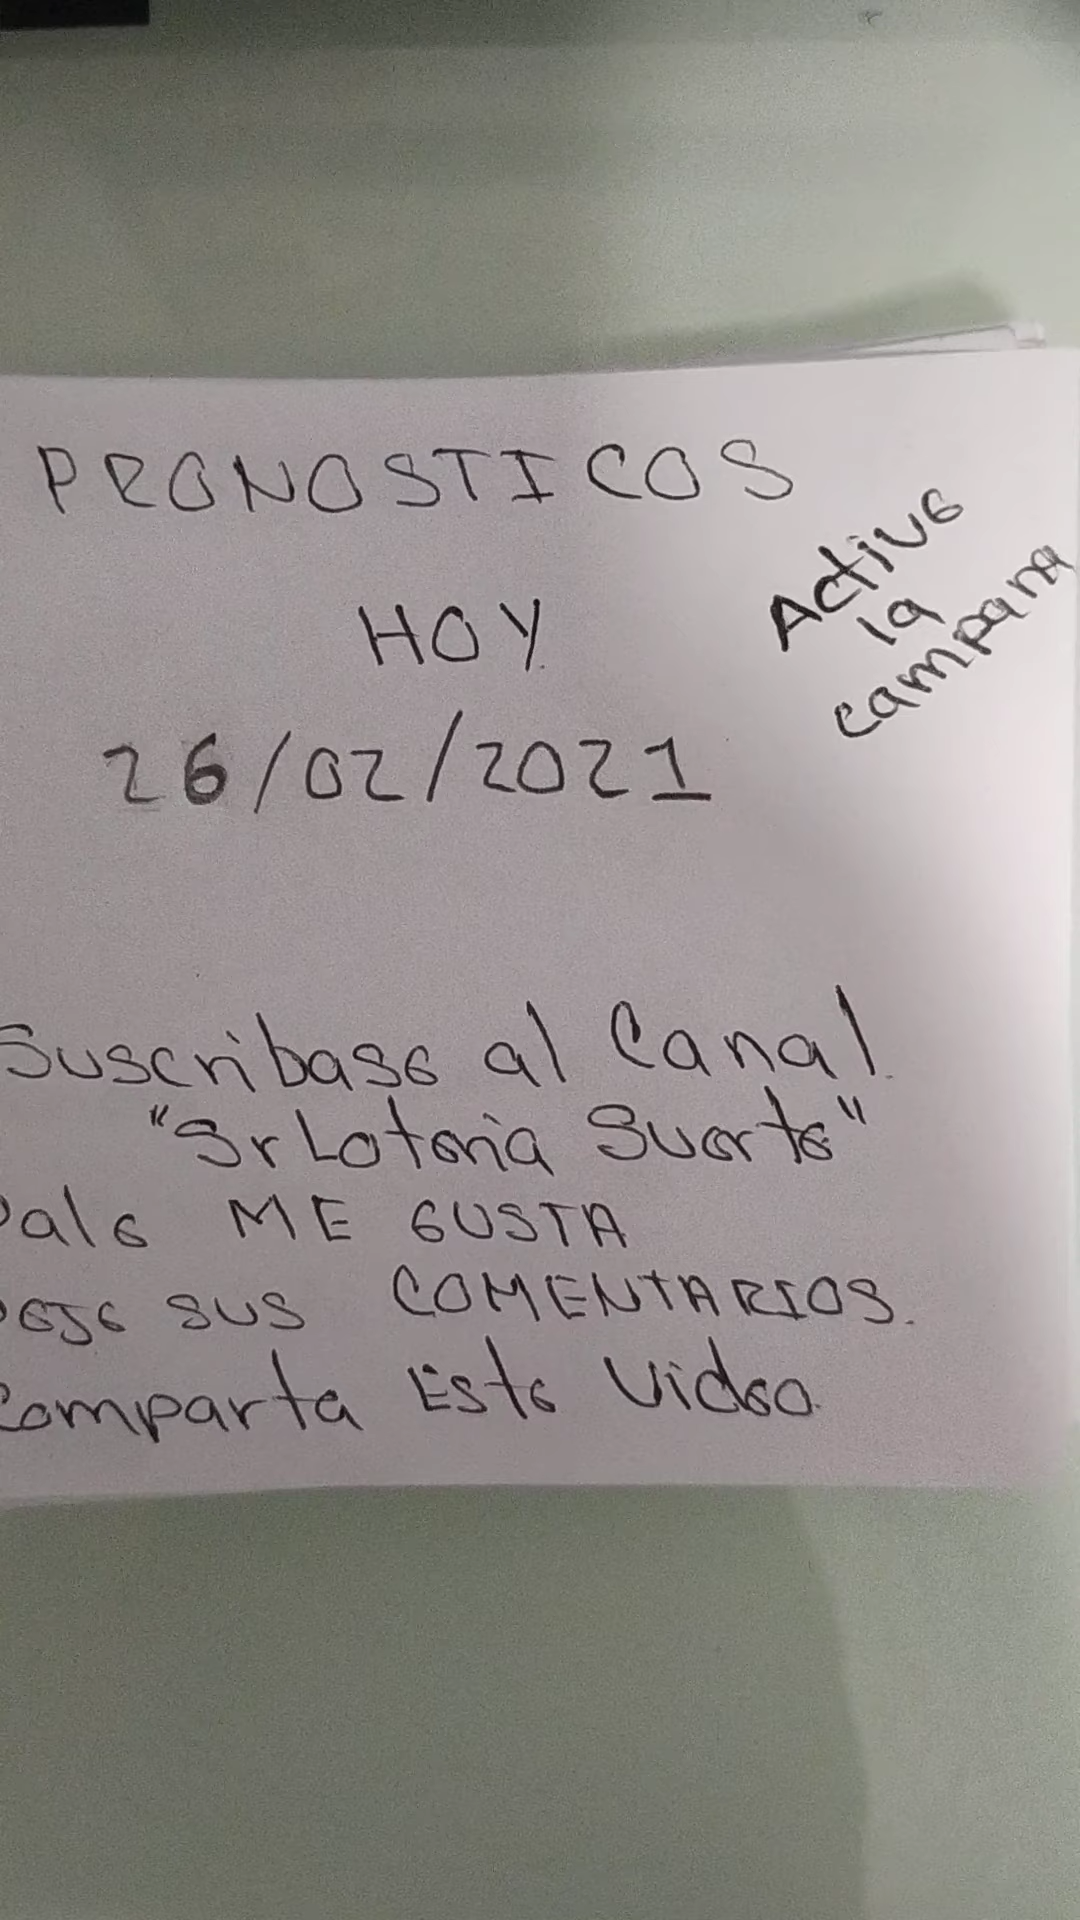 PRONOSTICOS
HOY
26/02/2021
Active
la
campana
Suscribase al Canal.
"Sr Loteria Suerte"
Dale ME GUSTA
DEJE SUS COMENTARIOS.
Comparta Este Video.